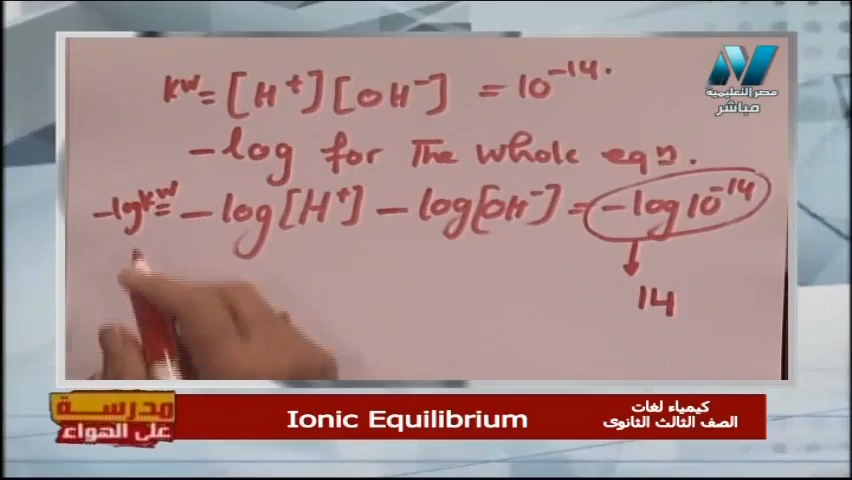 Kw = [H⁺][OH⁻] = 10⁻¹⁴.
-log for The whole eqn.
-log Kw = -log[H⁺] - log[OH⁻] = -log 10⁻¹⁴
14
مصر التعليمية
مباشر
مدرسة
على الهواء
Ionic Equilibrium
كيمياء لغات
الصف الثالث الثانوى